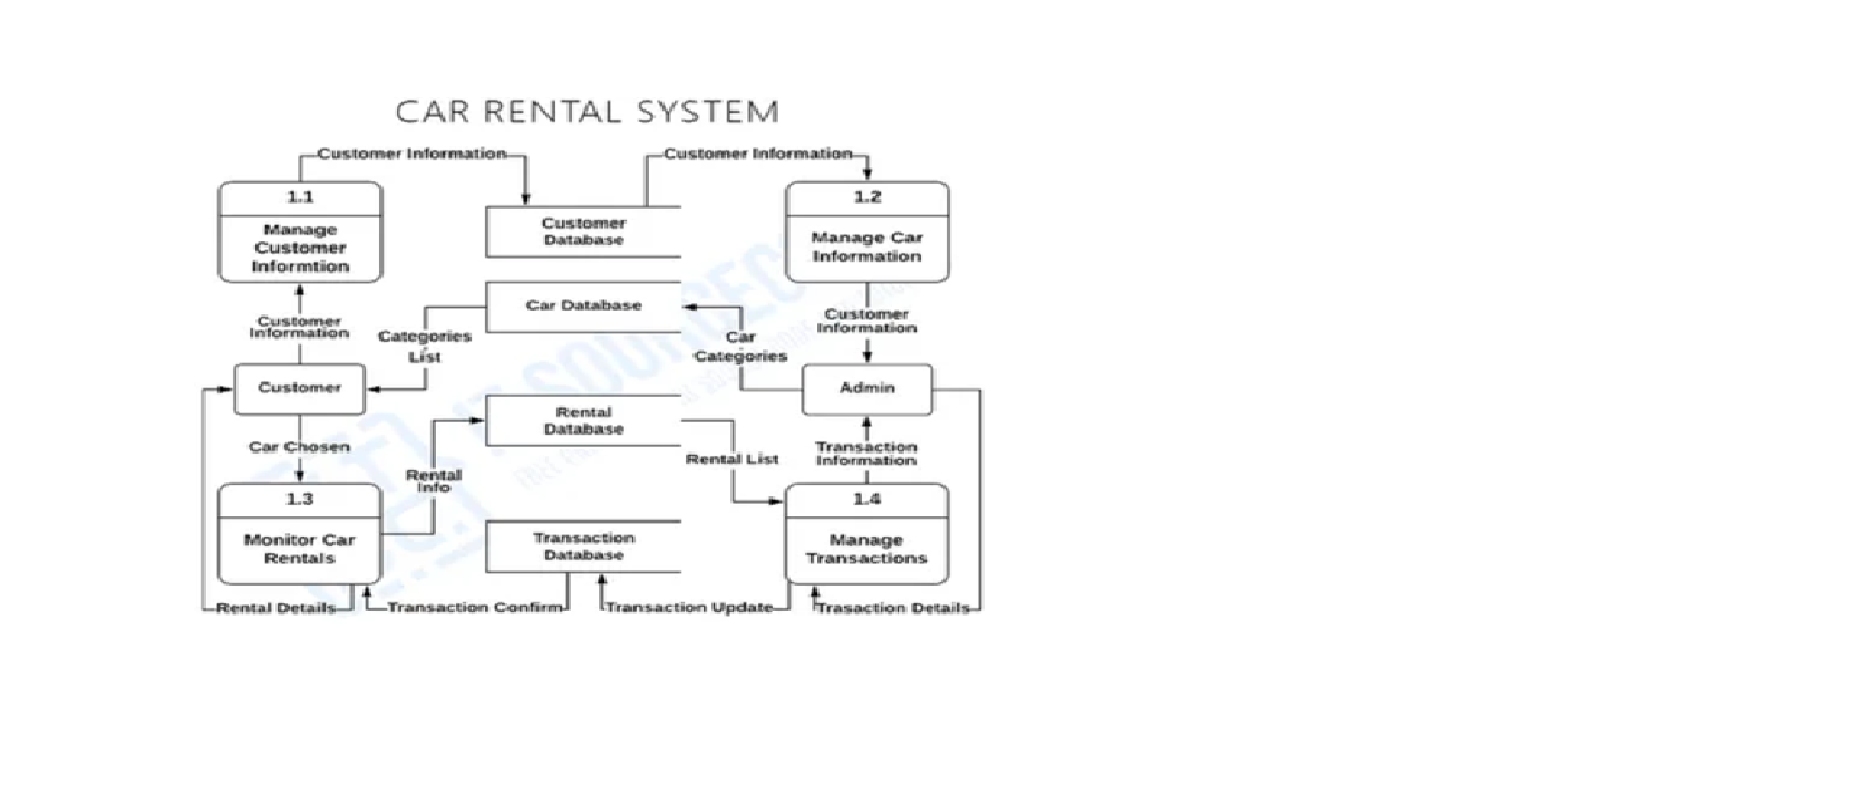 CAR RENTAL SYSTEM
Customer Information
Customer Information
1.1
Manage
Customer
Informtiion
Customer
Database
1.2
Manage Car
Information
Customer
Information
Categories
List
Car Database
Car
Categories
Customer
Information
Customer
Admin
Car Chosen
Rental
Info
Rental
Database
Rental List
Transaction
Information
1.3
Monitor Car
Rentals
Transaction
Database
1.4
Manage
Transactions
Rental Details
Transaction Confirm
Transaction Update
Trasaction Details